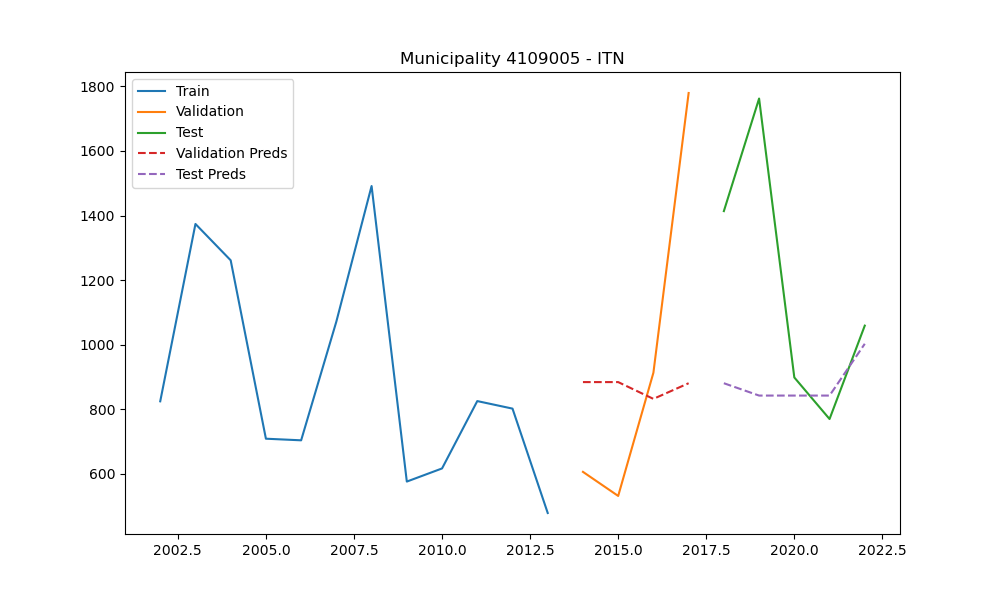 Municipality 4109005 - ITN
1800
1600
1400
1200
1000
800
600
Train
Validation
Test
Validation Preds
Test Preds
2002.5 2005.0 2007.5 2010.0 2012.5 2015.0 2017.5 2020.0 2022.5